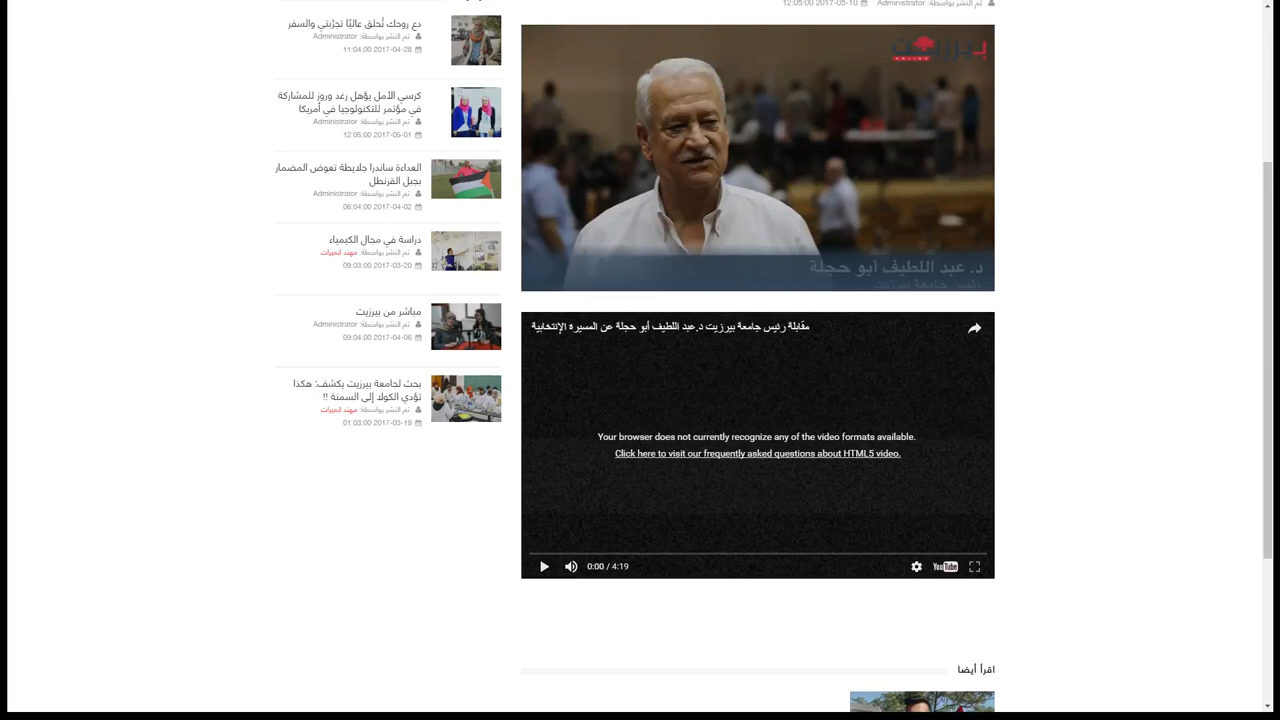 تم النشر بواسطة: Administrator 2017-05-10 12:05:00
بيرزيت
ONLINE
د. عبد اللطيف أبو حجلة
رئيس جامعة بيرزيت
مقابلة رئيس جامعة بيرزيت د.عبد اللطيف أبو حجلة عن المسيرة الإنتخابية
Your browser does not currently recognize any of the video formats available.
Click here to visit our frequently asked questions about HTML5 video.
0:00 / 4:19
YouTube
اقرأ أيضا
دع روحك تُحلق عاليًا تجرُبتي والسفر
تم النشر بواسطة: Administrator
2017-04-28 11:04:00
كرسي الأمل يؤهل رغد وروز للمشاركة
في مؤتمر للتكنولوجيا في أمريكا
تم النشر بواسطة: Administrator
2017-05-01 12:05:00
العداءة ساندرا جلايطة تعوض المضمار
بجبل القرنطل
تم النشر بواسطة: Administrator
2017-04-02 06:04:00
دراسة في مجال الكيمياء
تم النشر بواسطة: مهند انعيرات
2017-03-20 09:03:00
مباشر من بيرزيت
تم النشر بواسطة: Administrator
2017-04-06 09:04:00
بحث لجامعة بيرزيت يكشف: هكذا
تؤدي الكولا إلى السمنة !!
تم النشر بواسطة: مهند انعيرات
2017-03-19 01:03:00